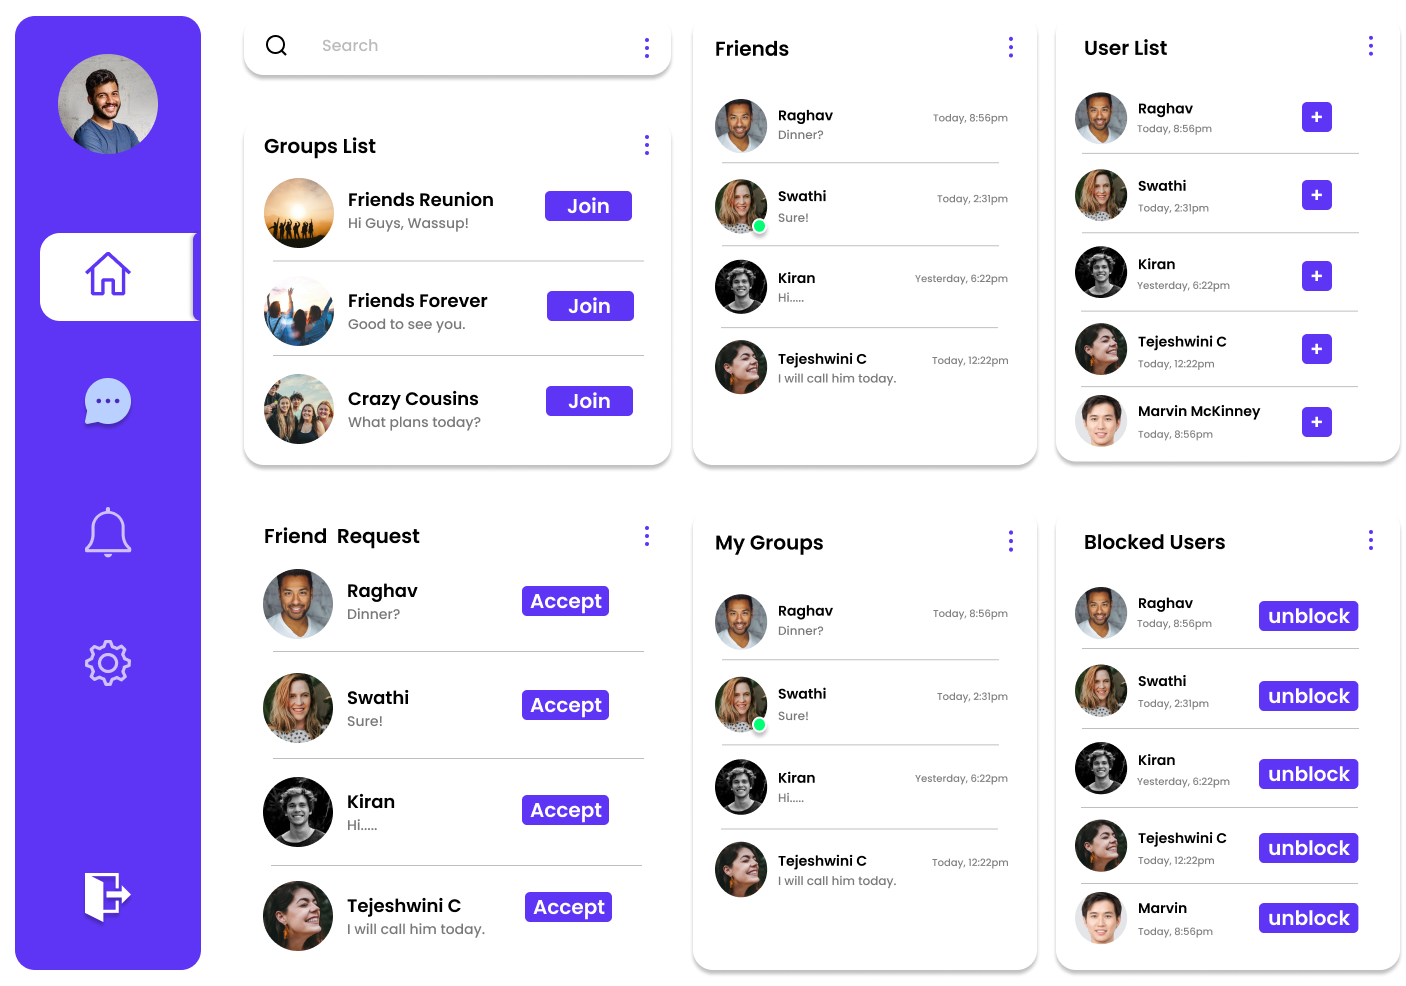 Search
Groups List
Friends Reunion
Hi Guys, Wassup!
Join
Friends Forever
Good to see you.
Join
Crazy Cousins
What plans today?
Join
Friends
Raghav
Today, 8:56pm
Dinner?
Swathi
Today, 2:31pm
Sure!
Kiran
Yesterday, 6:22pm
Hi.....
Tejeshwini C
Today, 12:22pm
I will call him today.
User List
Raghav
Today, 8:56pm
+
Swathi
Today, 2:31pm
+
Kiran
Yesterday, 6:22pm
+
Tejeshwini C
Today, 12:22pm
+
Marvin McKinney
Today, 8:56pm
+
Friend  Request
Raghav
Dinner?
Accept
Swathi
Sure!
Accept
Kiran
Hi.....
Accept
Tejeshwini C
I will call him today.
Accept
My Groups
Raghav
Today, 8:56pm
Dinner?
Swathi
Today, 2:31pm
Sure!
Kiran
Yesterday, 6:22pm
Hi.....
Tejeshwini C
Today, 12:22pm
I will call him today.
Blocked Users
Raghav
Today, 8:56pm
unblock
Swathi
Today, 2:31pm
unblock
Kiran
Yesterday, 6:22pm
unblock
Tejeshwini C
Today, 12:22pm
unblock
Marvin
Today, 8:56pm
unblock